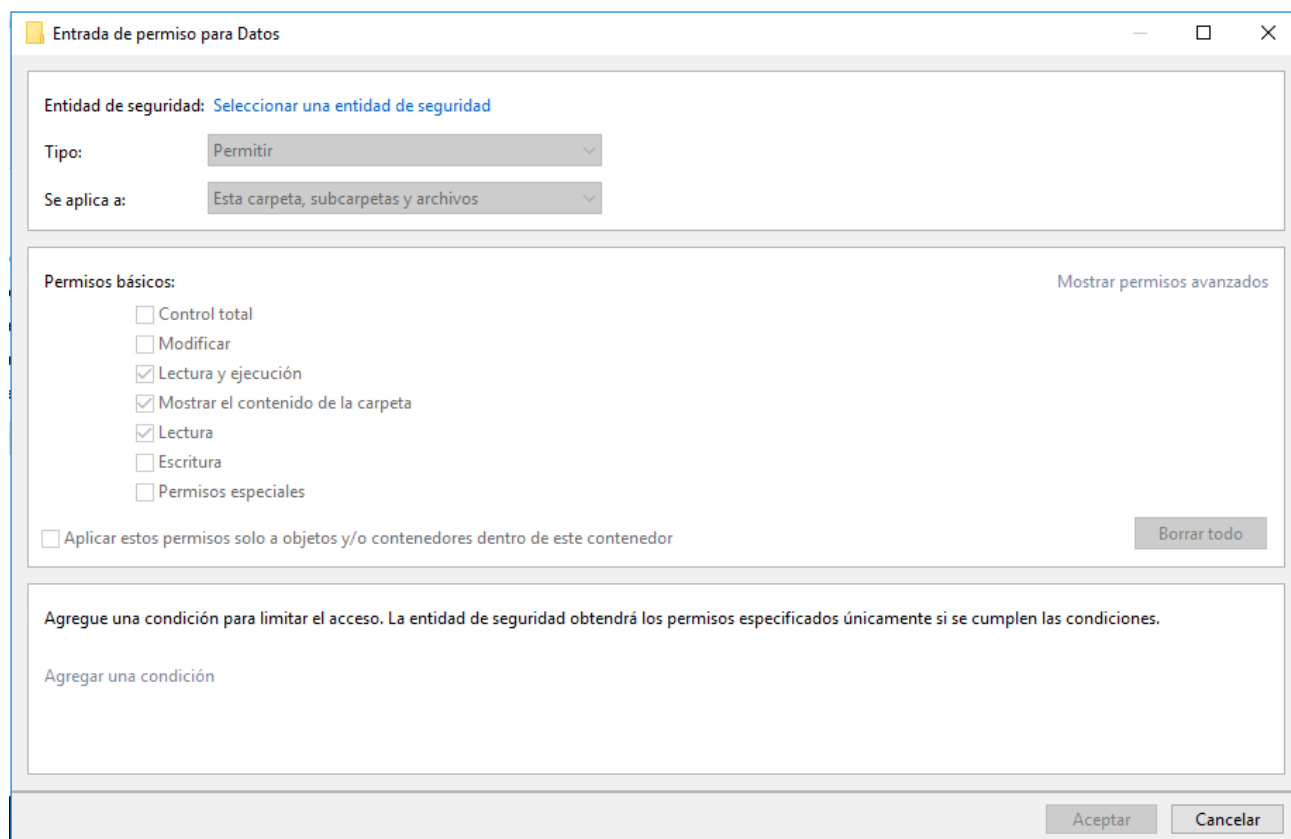 Entrada de permiso para Datos
Entidad de seguridad: Seleccionar una entidad de seguridad
Tipo: Permitir
Se aplica a: Esta carpeta, subcarpetas y archivos
Permisos básicos: Mostrar permisos avanzados
Control total
Modificar
Lectura y ejecución
Mostrar el contenido de la carpeta
Lectura
Escritura
Permisos especiales
Aplicar estos permisos solo a objetos y/o contenedores dentro de este contenedor Borrar todo
Agregue una condición para limitar el acceso. La entidad de seguridad obtendrá los permisos especificados únicamente si se cumplen las condiciones.
Agregar una condición
Aceptar Cancelar